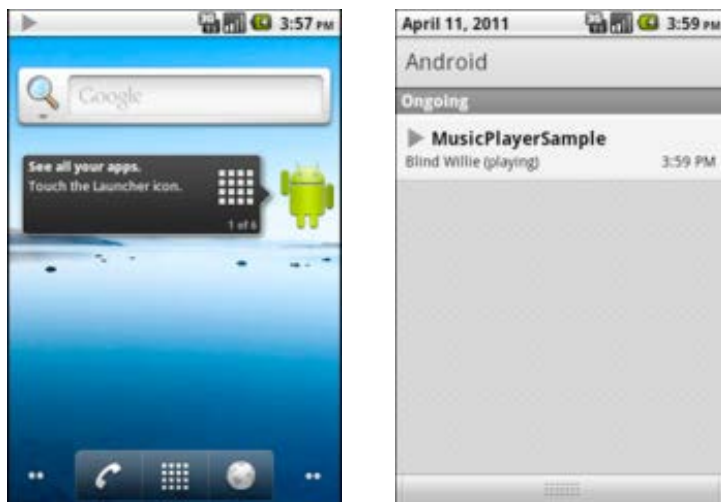 3:57 PM
Google
See all your apps.
Touch the Launcher icon.
1 of 6
April 11, 2011 3:59 PM
Android
Ongoing
MusicPlayerSample
Blind Willie (playing) 3:59 PM